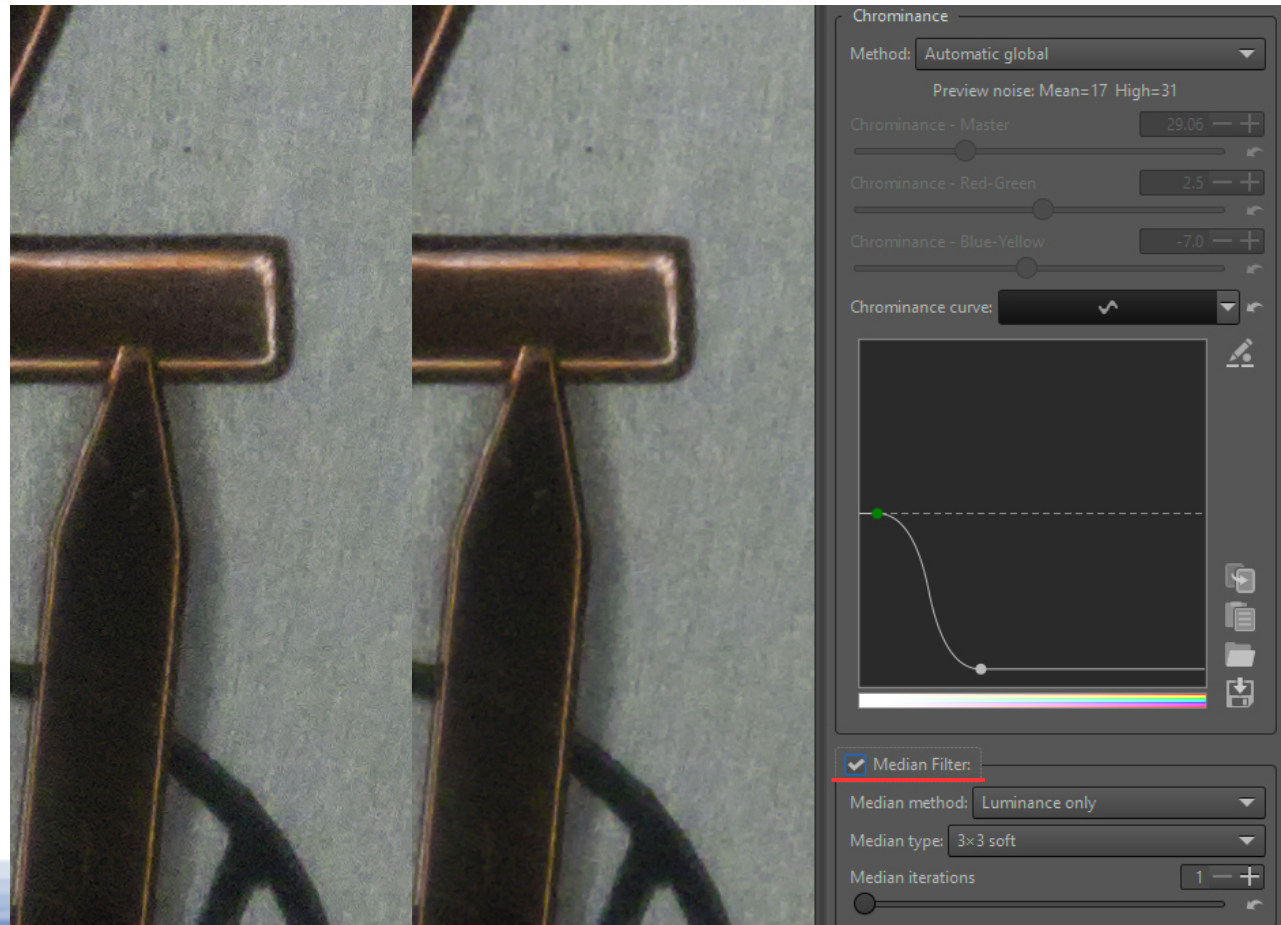 Chrominance
Method: Automatic global
Preview noise: Mean=17 High=31
Chrominance - Master 29.06
Chrominance - Red-Green 2.5
Chrominance - Blue-Yellow -7.0
Chrominance curve:
Median Filter:
Median method: Luminance only
Median type: 3×3 soft
Median iterations 1